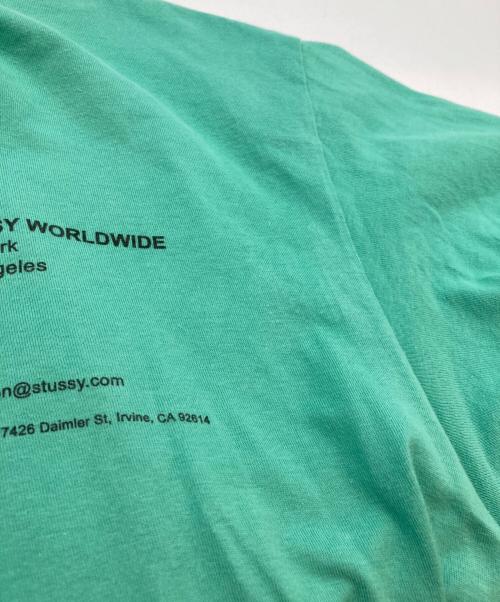 SY WORLDWIDE
rk
geles
n@stussy.com
7426 Daimler St, Irvine, CA 92614